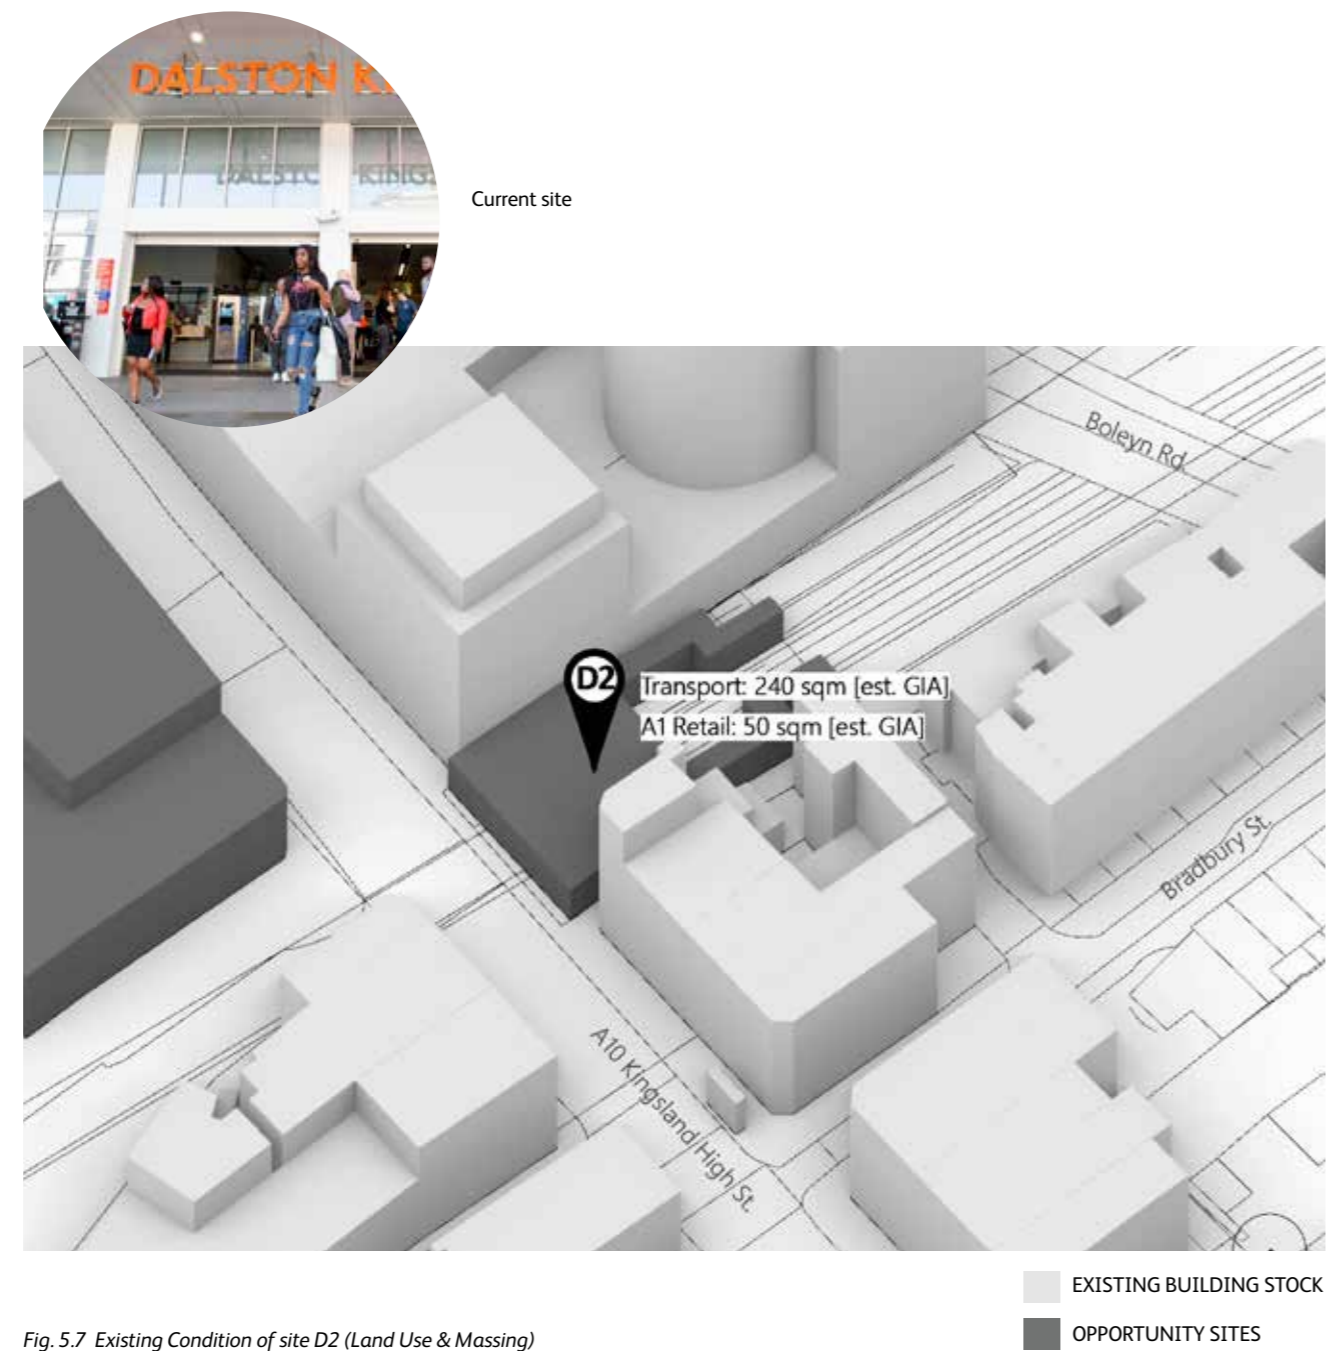 DALSTON K
DALSTO KINGS
Current site
Boleyn Rd.
D2
Transport: 240 sqm [est. GIA]
A1 Retail: 50 sqm [est. GIA]
Bradbury St.
A10 Kingsland High St.
EXISTING BUILDING STOCK
OPPORTUNITY SITES
Fig. 5.7 Existing Condition of site D2 (Land Use & Massing)